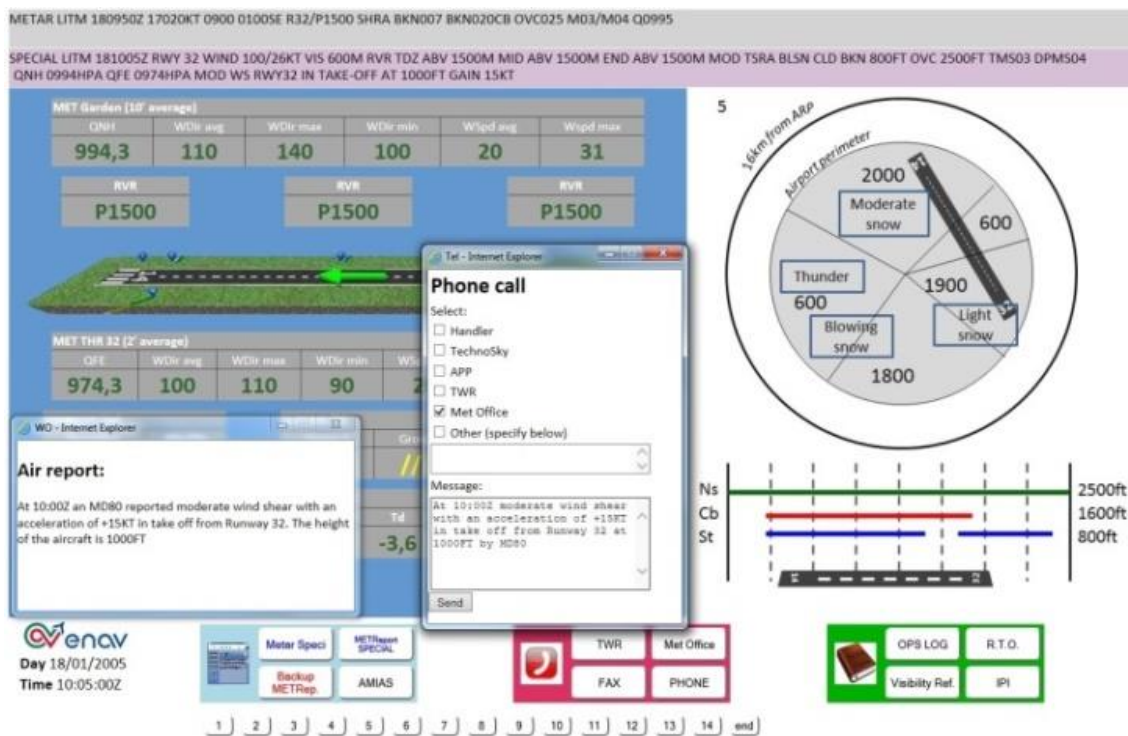 METAR LITM 180950Z 17020KT 0900 0100SE R32/P1500 SHRA BKN007 BKN020CB OVC025 M03/M04 Q0995
SPECIAL LITM 181005Z RWY 32 WIND 100/26KT VIS 600M RVR TDZ ABV 1500M MID ABV 1500M END ABV 1500M MOD TSRA BLSN CLD BKN 800FT OVC 2500FT TMS03 DPMS04
QNH 0994HPA QFE 0974HPA MOD WS RWY32 IN TAKE-OFF AT 1000FT GAIN 15KT
MET Garden (10' average)
QNH WDir avg WDir max WDir min WSpd avg Wspd max
994,3 110 140 100 20 31
RVR RVR RVR
P1500 P1500 P1500
MET THR 32 (2' average)
QFE WDir avg WDir max WDir min
974,3 100 110 90
Td
-3,6
WO - Internet Explorer
Air report:
At 10:00Z an MD80 reported moderate wind shear with an
acceleration of +15KT in take off from Runway 32. The height
of the aircraft is 1000FT
Tel - Internet Explorer
Phone call
Select:
Handler
TechnoSky
APP
TWR
Met Office
Other (specify below)
Message:
At 10:00Z moderate wind shear
with an acceleration of +15KT
in take off from Runway 32 at
1000FT by MD80
Send
5
16km from ARP
Airport perimeter
2000
Moderate
snow
600
Thunder
600
1900
Light
snow
Blowing
snow
1800
Ns 2500ft
Cb 1600ft
St 800ft
14 32
enav
Day 18/01/2005
Time 10:05:00Z
Metar Speci
METReport
SPECIAL
Backup
METRep.
AMIAS
TWR Met Office
FAX PHONE
OPS LOG R.T.O.
Visibility Ref. IPI
1 2 3 4 5 6 7 8 9 10 11 12 13 14 end